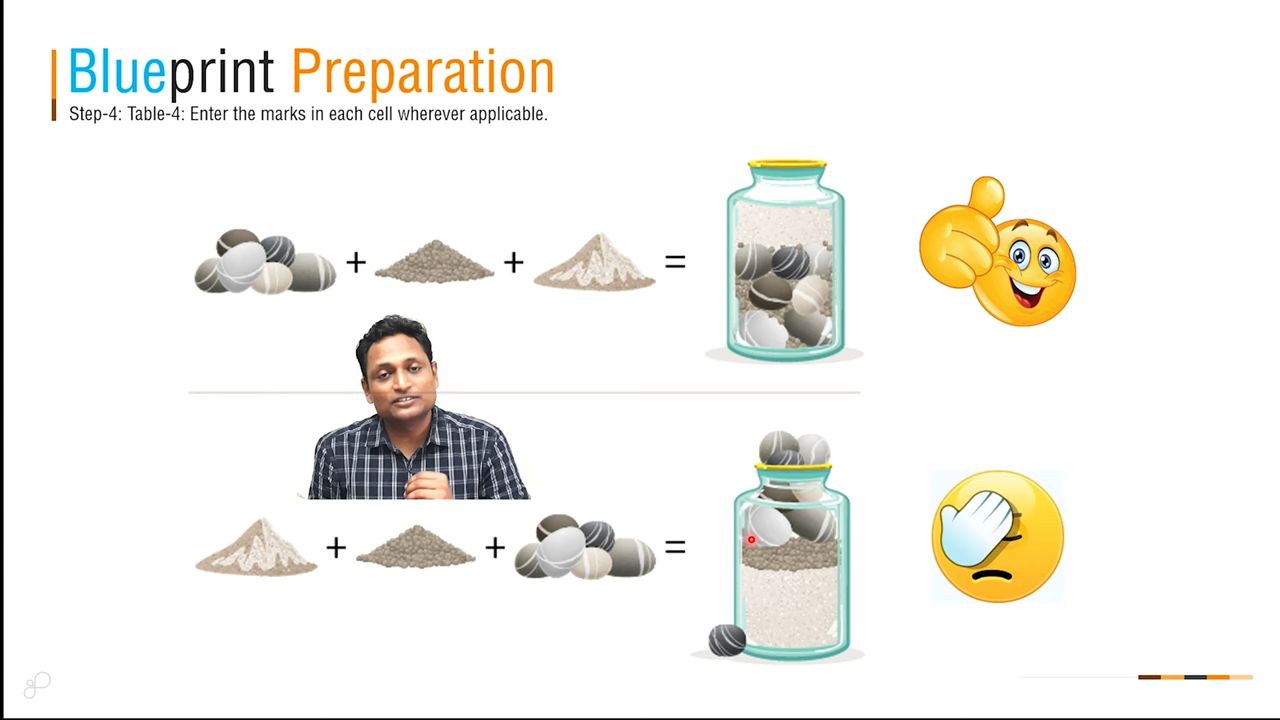 Blueprint Preparation
Step-4: Table-4: Enter the marks in each cell wherever applicable.
+ + =
+ + =